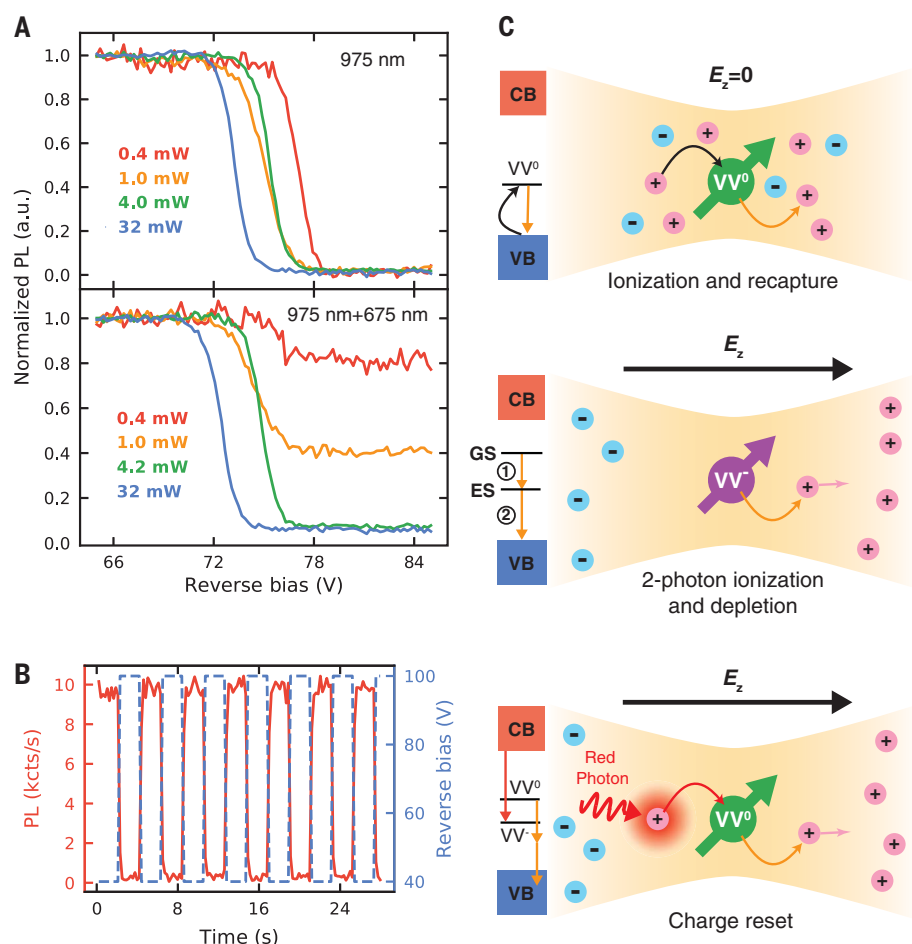 A
975 nm
0.4 mW
1.0 mW
4.0 mW
32 mW
1.0
0.8
0.6
0.4
0.2
0.0
975 nm+675 nm
0.4 mW
1.0 mW
4.2 mW
32 mW
1.0
0.8
0.6
0.4
0.2
0.0
Normalized PL (a.u.)
66 72 78 84
Reverse bias (V)
B
10
8
6
4
2
0
PL (kcts/s)
100
80
60
40
Reverse bias (V)
0 8 16 24
Time (s)
C
E_z=0
CB
VV⁰
VB
- + + -
+ VV⁰ - +
- + +
Ionization and recapture
E_z
CB
GS
①
ES
②
VB
- +
- +
VV⁻ +
- +
- +
2-photon ionization
and depletion
E_z
CB
Red
Photon
VV⁰
VV⁻
VB
- +
+ VV⁰ +
- +
- +
- +
Charge reset